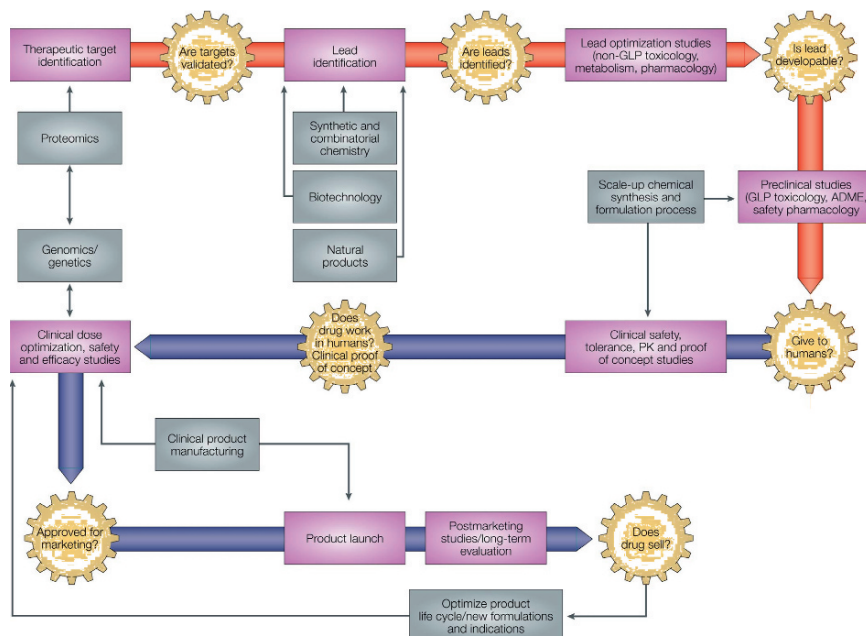 Therapeutic target
identification
Are targets
validated?
Lead
identification
Are leads
identified?
Lead optimization studies
(non-GLP toxicology,
metabolism, pharmacology)
Is lead
developable?
Proteomics
Synthetic and
combinatorial
chemistry
Biotechnology
Natural
products
Scale-up chemical
synthesis and
formulation process
Preclinical studies
(GLP toxicology, ADME,
safety pharmacology
Genomics/
genetics
Clinical dose
optimization, safety
and efficacy studies
Does
drug work
in humans?
Clinical proof
of concept
Clinical safety,
tolerance, PK and proof
of concept studies
Give to
humans?
Clinical product
manufacturing
Approved for
marketing?
Product launch
Postmarketing
studies/long-term
evaluation
Does
drug sell?
Optimize product
life cycle/new formulations
and indications